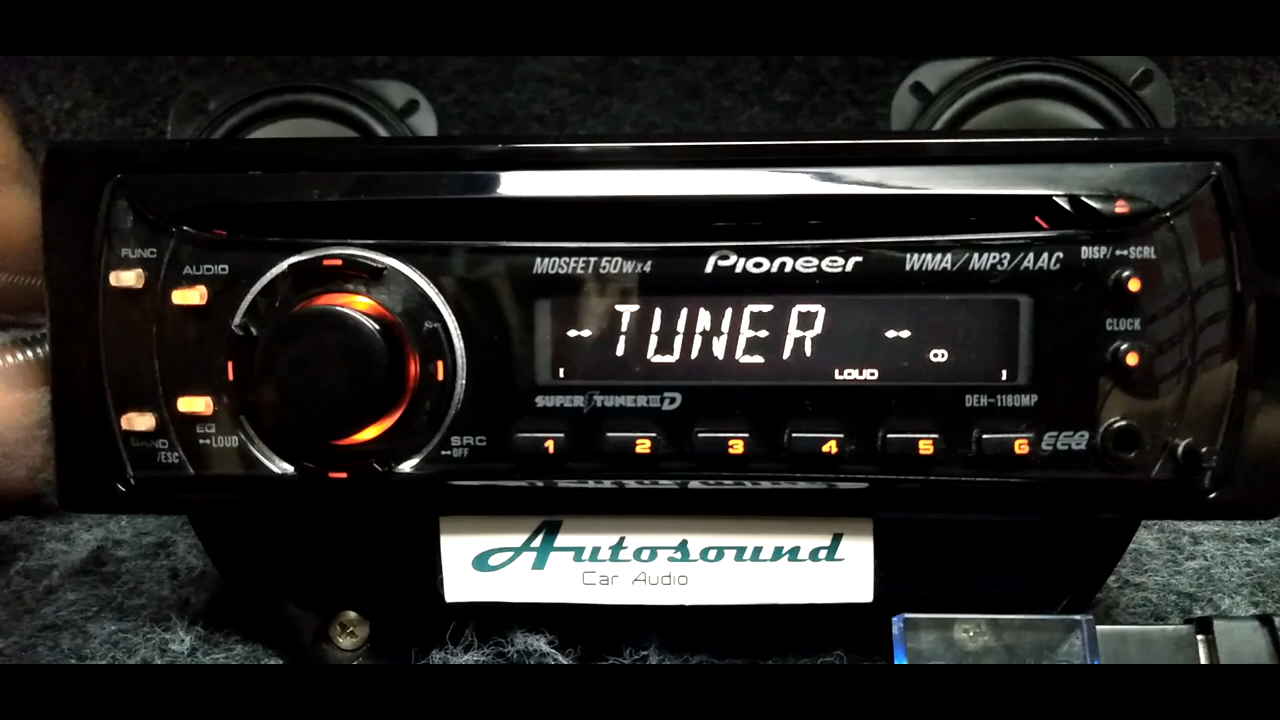 FUNC
AUDIO
MOSFET 50Wx4
Pioneer
WMA/MP3/AAC
DISP/ SCRL
- TUNER -
LOUD
CLOCK
SUPER TUNER III D
DEH-1180MP
BAND
/ESC
EQ
LOUD
SRC
OFF
1 2 3 4 5 6
EEQ
Autosound
Car Audio